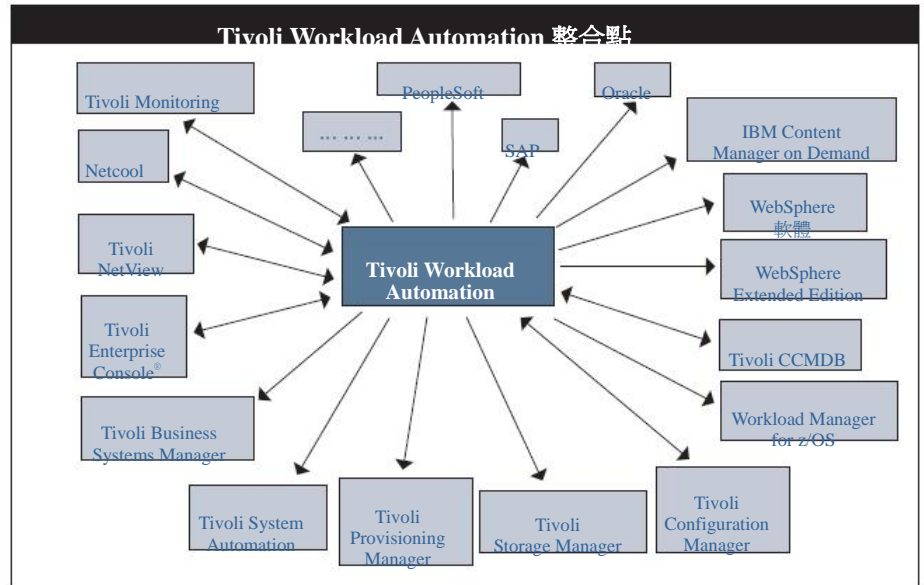 Tivoli Workload Automation 整合點
Tivoli Monitoring
PeopleSoft
Oracle
... ... ...
SAP
IBM Content
Manager on Demand
Netcool
WebSphere
軟體
Tivoli
NetView
Tivoli Workload
Automation
WebSphere
Extended Edition
Tivoli
Enterprise
Console®
Tivoli CCMDB
Tivoli Business
Systems Manager
Workload Manager
for z/OS
Tivoli System
Automation
Tivoli
Provisioning
Manager
Tivoli
Storage Manager
Tivoli
Configuration
Manager